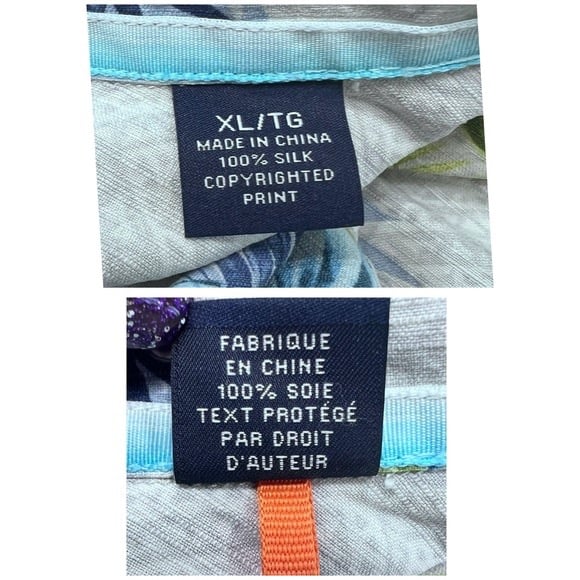 XL/TG
MADE IN CHINA
100% SILK
COPYRIGHTED
PRINT
FABRIQUE
EN CHINE
100% SOIE
TEXT PROTÉGÉ
PAR DROIT
D'AUTEUR